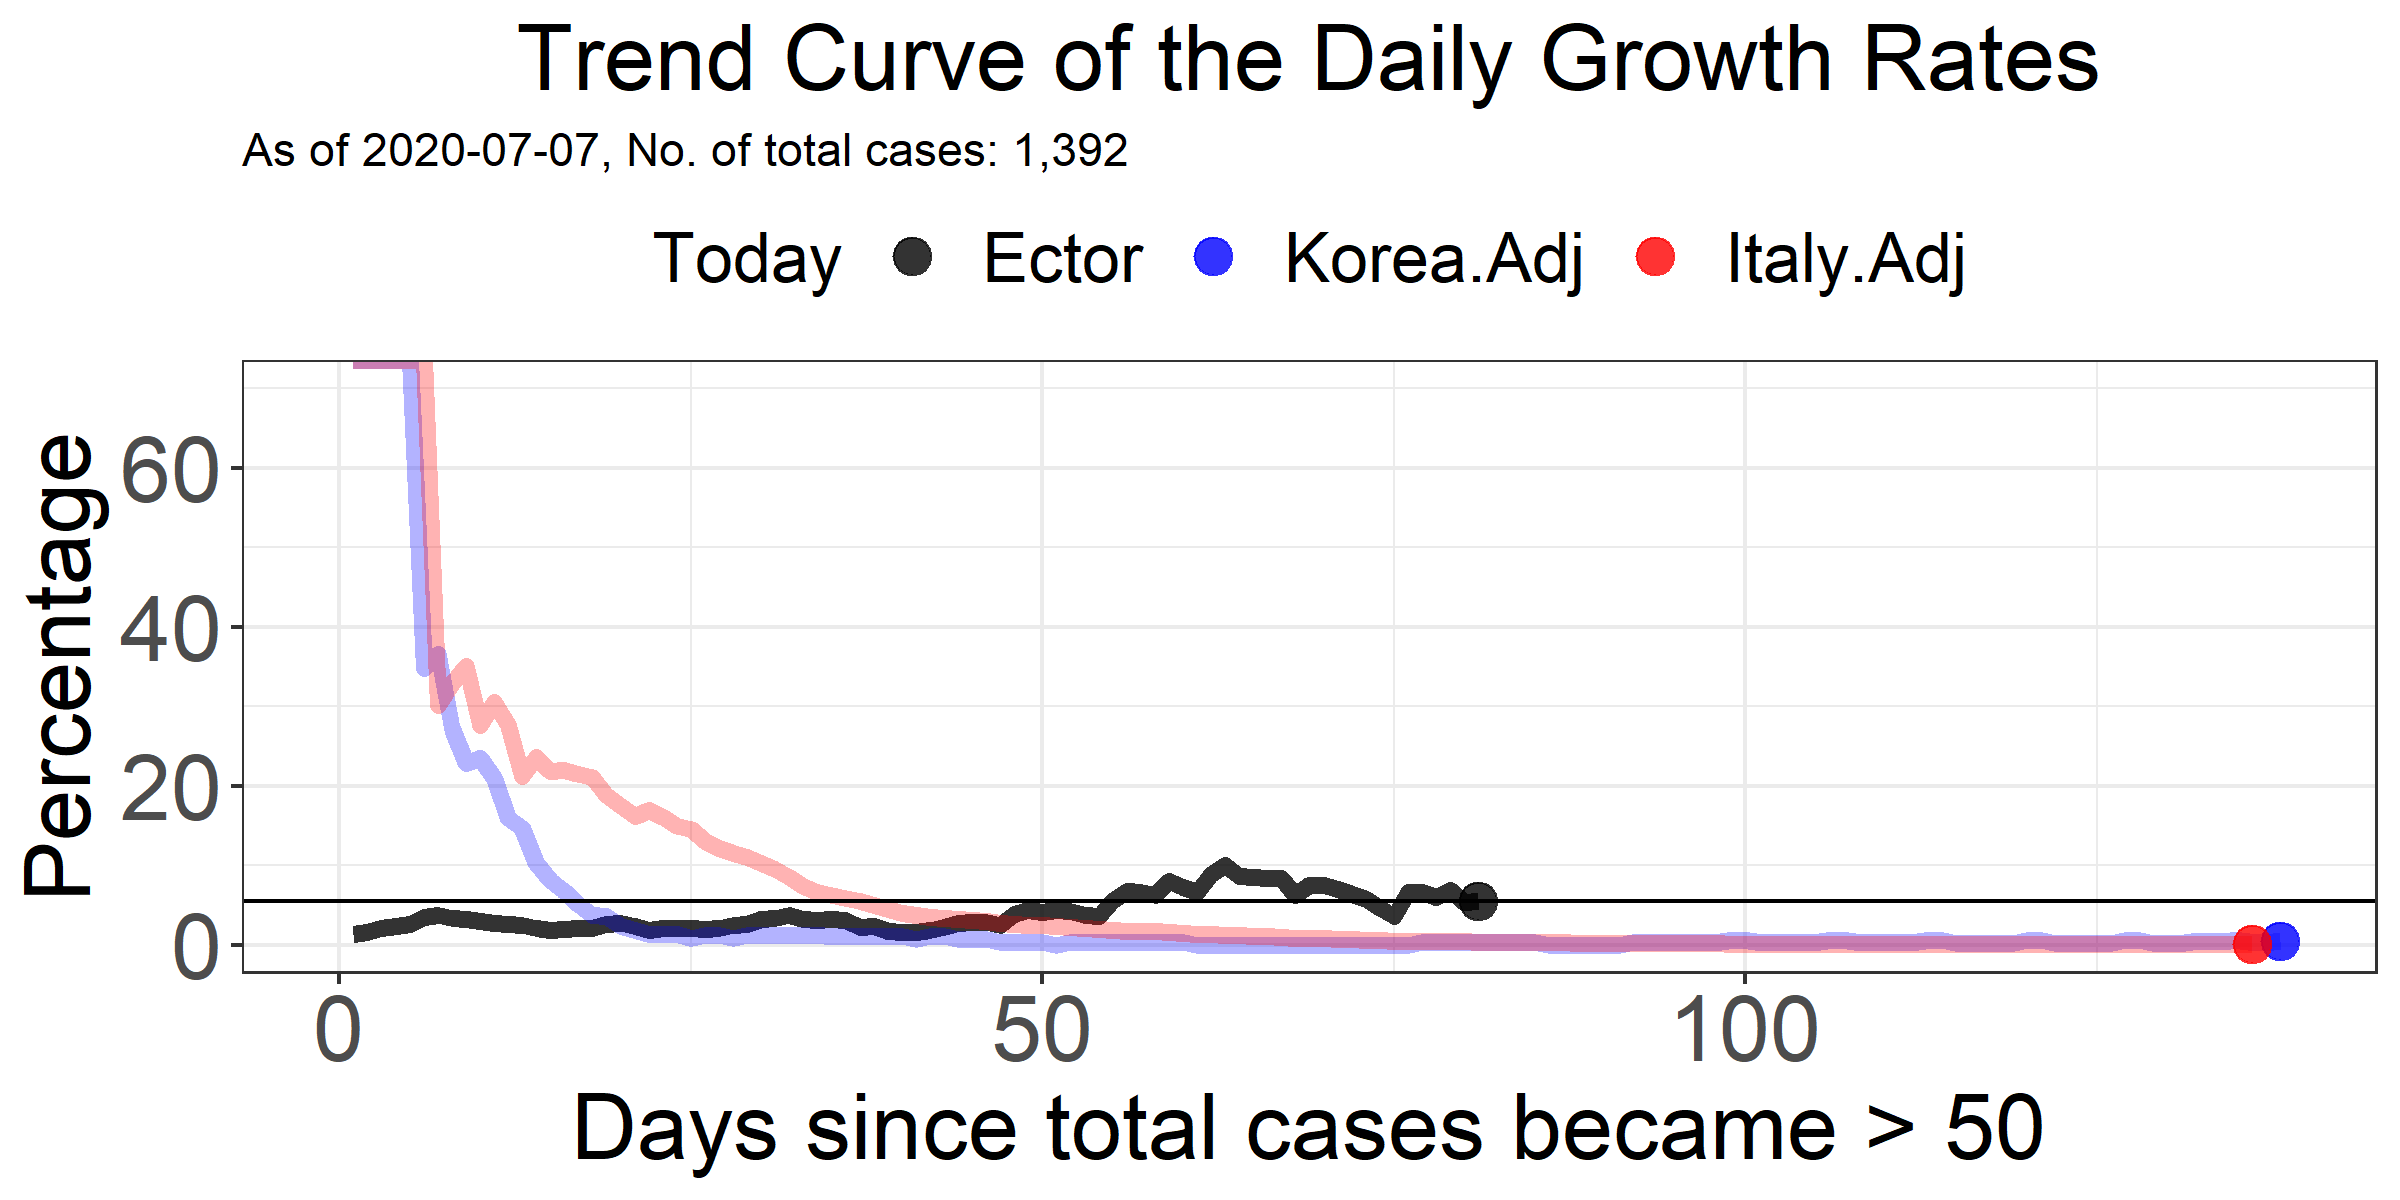 Trend Curve of the Daily Growth Rates
As of 2020-07-07, No. of total cases: 1,392
Today Ector Korea.Adj Italy.Adj
Percentage
60
40
20
0
0 50 100
Days since total cases became > 50